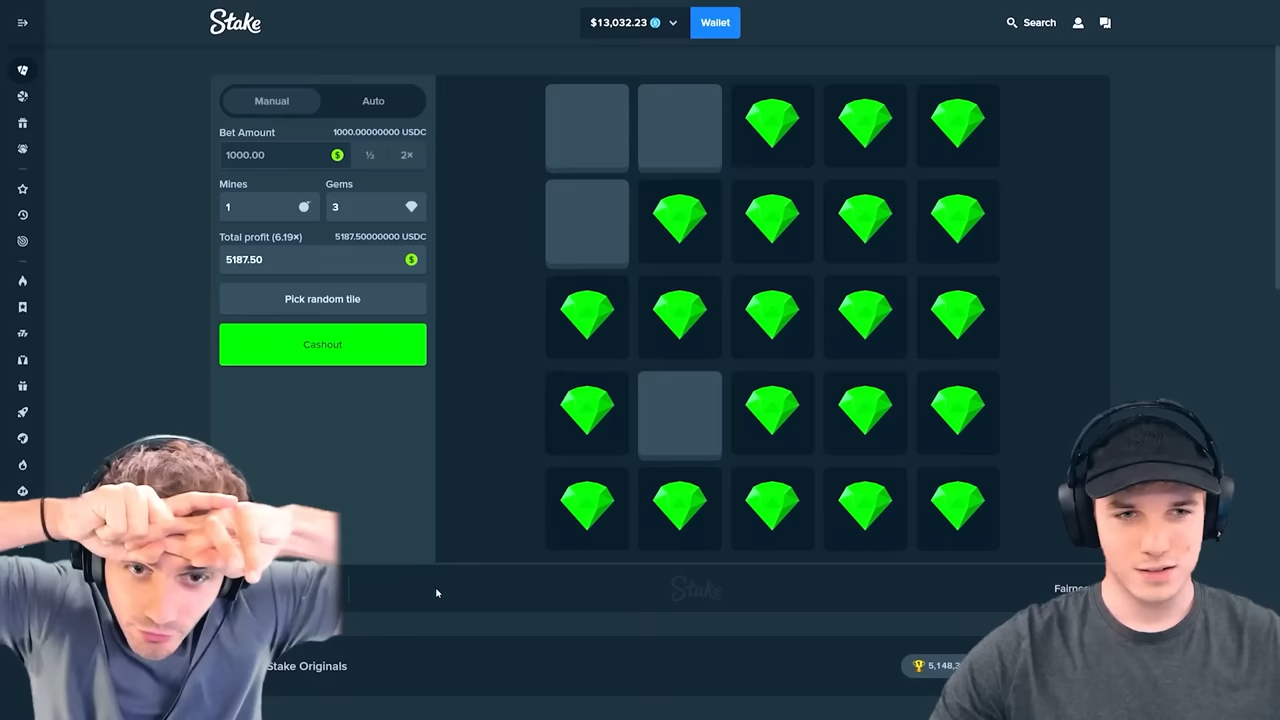 Stake
$13,032.23
Wallet
Search
Manual
Auto
Bet Amount
1000.00000000 USDC
1000.00
½
2×
Mines
Gems
1
3
Total profit (6.19×)
5187.50000000 USDC
5187.50
Pick random tile
Cashout
Stake
Stake Originals